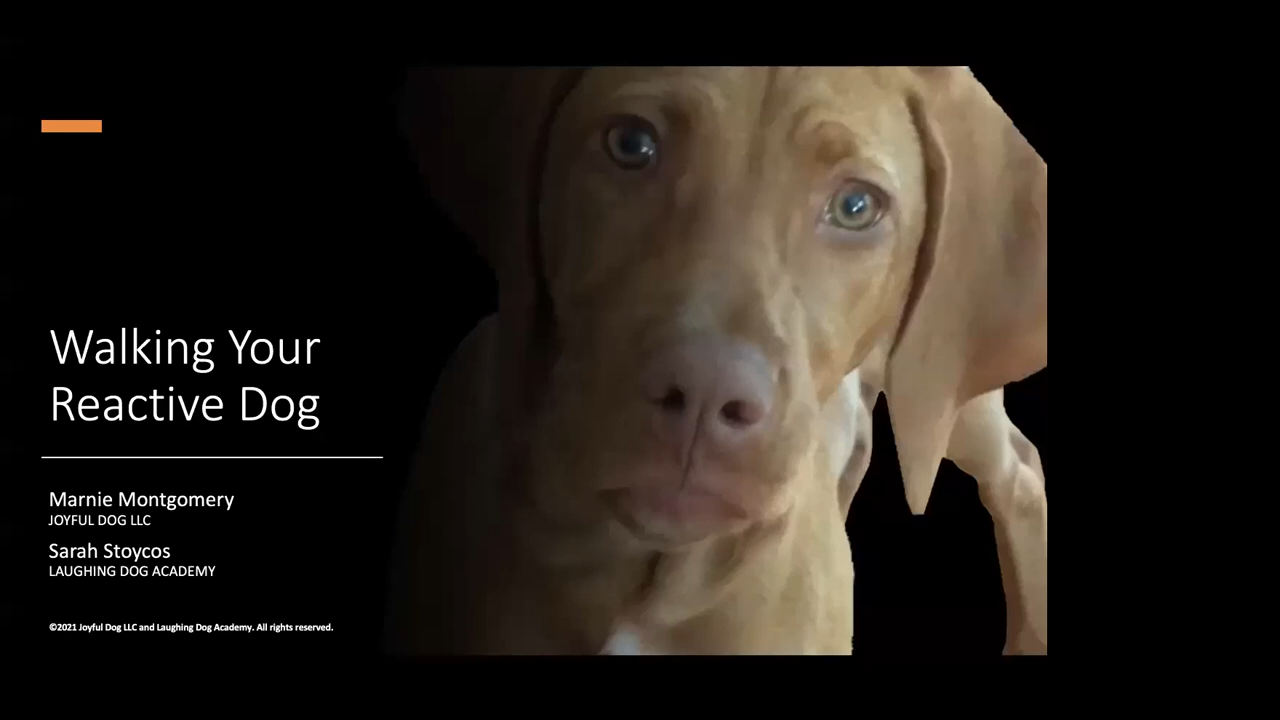 Walking Your
Reactive Dog
Marnie Montgomery
JOYFUL DOG LLC
Sarah Stoycos
LAUGHING DOG ACADEMY
©2021 Joyful Dog LLC and Laughing Dog Academy. All rights reserved.